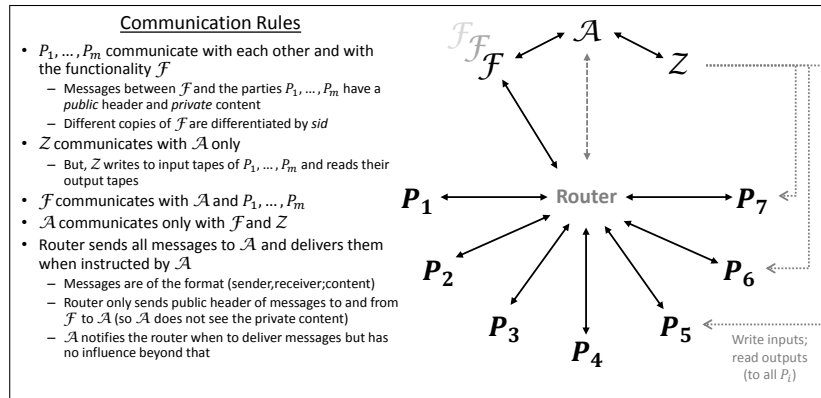 Communication Rules
• P₁, … , Pₘ communicate with each other and with
the functionality ℱ
– Messages between ℱ and the parties P₁, … , Pₘ have a
public header and private content
– Different copies of ℱ are differentiated by sid
• 𝒵 communicates with 𝒜 only
– But, 𝒵 writes to input tapes of P₁, … , Pₘ and reads their
output tapes
• ℱ communicates with 𝒜 and P₁, … , Pₘ
• 𝒜 communicates only with ℱ and 𝒵
• Router sends all messages to 𝒜 and delivers them
when instructed by 𝒜
– Messages are of the format (sender,receiver;content)
– Router only sends public header of messages to and from
ℱ to 𝒜 (so 𝒜 does not see the private content)
– 𝒜 notifies the router when to deliver messages but has
no influence beyond that
𝒜
ℱ
ℱ
ℱ
𝒵
Router
P₁
P₂
P₃
P₄
P₅
P₆
P₇
Write inputs;
read outputs
(to all Pᵢ)